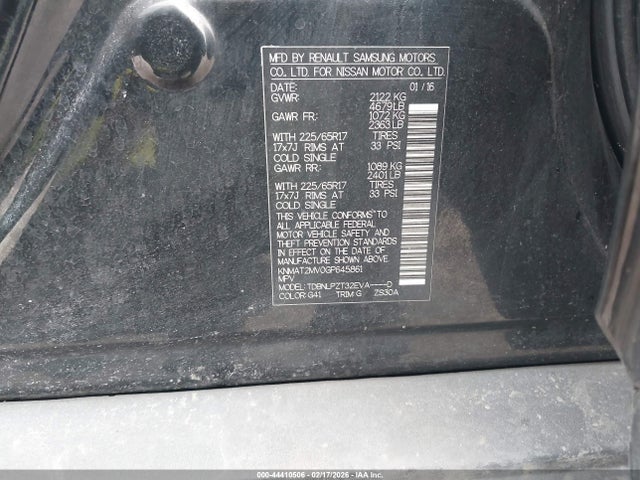 MFD BY RENAULT SAMSUNG MOTORS
CO., LTD. FOR NISSAN MOTOR CO., LTD.
DATE: 01/16
GVWR: 2122 KG
4679 LB
GAWR FR: 1072 KG
2363 LB
WITH 225/65R17 TIRES
17x7J RIMS AT 33 PSI
COLD SINGLE
GAWR RR: 1089 KG
2401 LB
WITH 225/65R17 TIRES
17x7J RIMS AT 33 PSI
COLD SINGLE
THIS VEHICLE CONFORMS TO
ALL APPLICABLE FEDERAL
MOTOR VEHICLE SAFETY AND
THEFT PREVENTION STANDARDS
IN EFFECT ON THE DATE OF
MANUFACTURE SHOWN ABOVE.
KNMAT2MV0GP645861
MPV
MODEL: TDBNLPZT32EVA----D
COLOR: G41 TRIM: G ZS30A
000-44410506 - 02/17/2026 - IAA Inc.